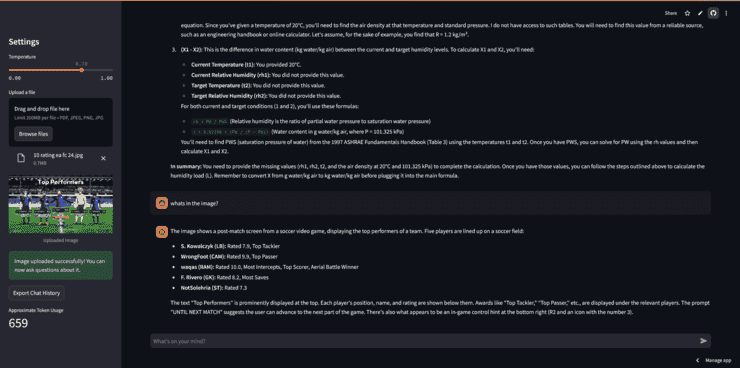 Share
equation. Since you've given a temperature of 20°C, you'll need to find the air density at that temperature and standard pressure. I do not have access to such tables. You will need to find this value from a reliable source,
such as an engineering handbook or online calculator. Let's assume, for the sake of example, you find that R = 1.2 kg/m³.
3. (X1 - X2): This is the difference in water content (kg water/kg air) between the current and target humidity levels. To calculate X1 and X2, you'll need:
Current Temperature (t1): You provided 20°C.
Current Relative Humidity (rh1): You did not provide this value.
Target Temperature (t2): You did not provide this value.
Target Relative Humidity (rh2): You did not provide this value.
For both current and target conditions (1 and 2), you'll use these formulas:
(Relative humidity is the ratio of partial water pressure to saturation water pressure)
(Water content in g water/kg air, where P = 101.325 kPa)
You'll need to find PWS (saturation pressure of water) from the 1997 ASHRAE Fundamentals Handbook (Table 3) using the temperatures t1 and t2. Once you have PWS, you can solve for PW using the rh values and then
calculate X1 and X2.
In summary: You need to provide the missing values (rh1, rh2, t2, and the air density at 20°C and 101.325 kPa) to complete the calculation. Once you have those values, you can follow the steps outlined above to calculate the
humidity load (L). Remember to convert X from g water/kg air to kg water/kg air before plugging it into the main formula.
whats in the image?
The image shows a post-match screen from a soccer video game, displaying the top performers of a team. Five players are lined up on a soccer field:
S. Kowalczyk (LB): Rated 7.9, Top Tackler
WrongFoot (CAM): Rated 9.9, Top Passer
waqas (RAM): Rated 10.0, Most Intercepts, Top Scorer, Aerial Battle Winner
F. Rivero (GK): Rated 8.2, Most Saves
NotSolelvia (ST): Rated 7.3
The text "Top Performers" is prominently displayed at the top. Each player's position, name, and rating are shown below them. Awards like "Top Tackler," "Top Passer," etc., are displayed under the relevant players. The prompt
"UNTIL NEXT MATCH" suggests the user can advance to the next part of the game. There's also what appears to be an in-game control hint at the bottom right (R2 and an icon with the number 3).
What's on your mind?
Manage app
Settings
Temperature
0.70
0.00 1.00
Upload a file
Drag and drop file here
Limit 200MB per file • PDF, JPEG, PNG, JPG
Browse files
10 rating ea fc 24.jpg
0.7MB
Top Performers
Uploaded Image
Image uploaded successfully! You can
now ask questions about it.
Export Chat History
Approximate Token Usage
659